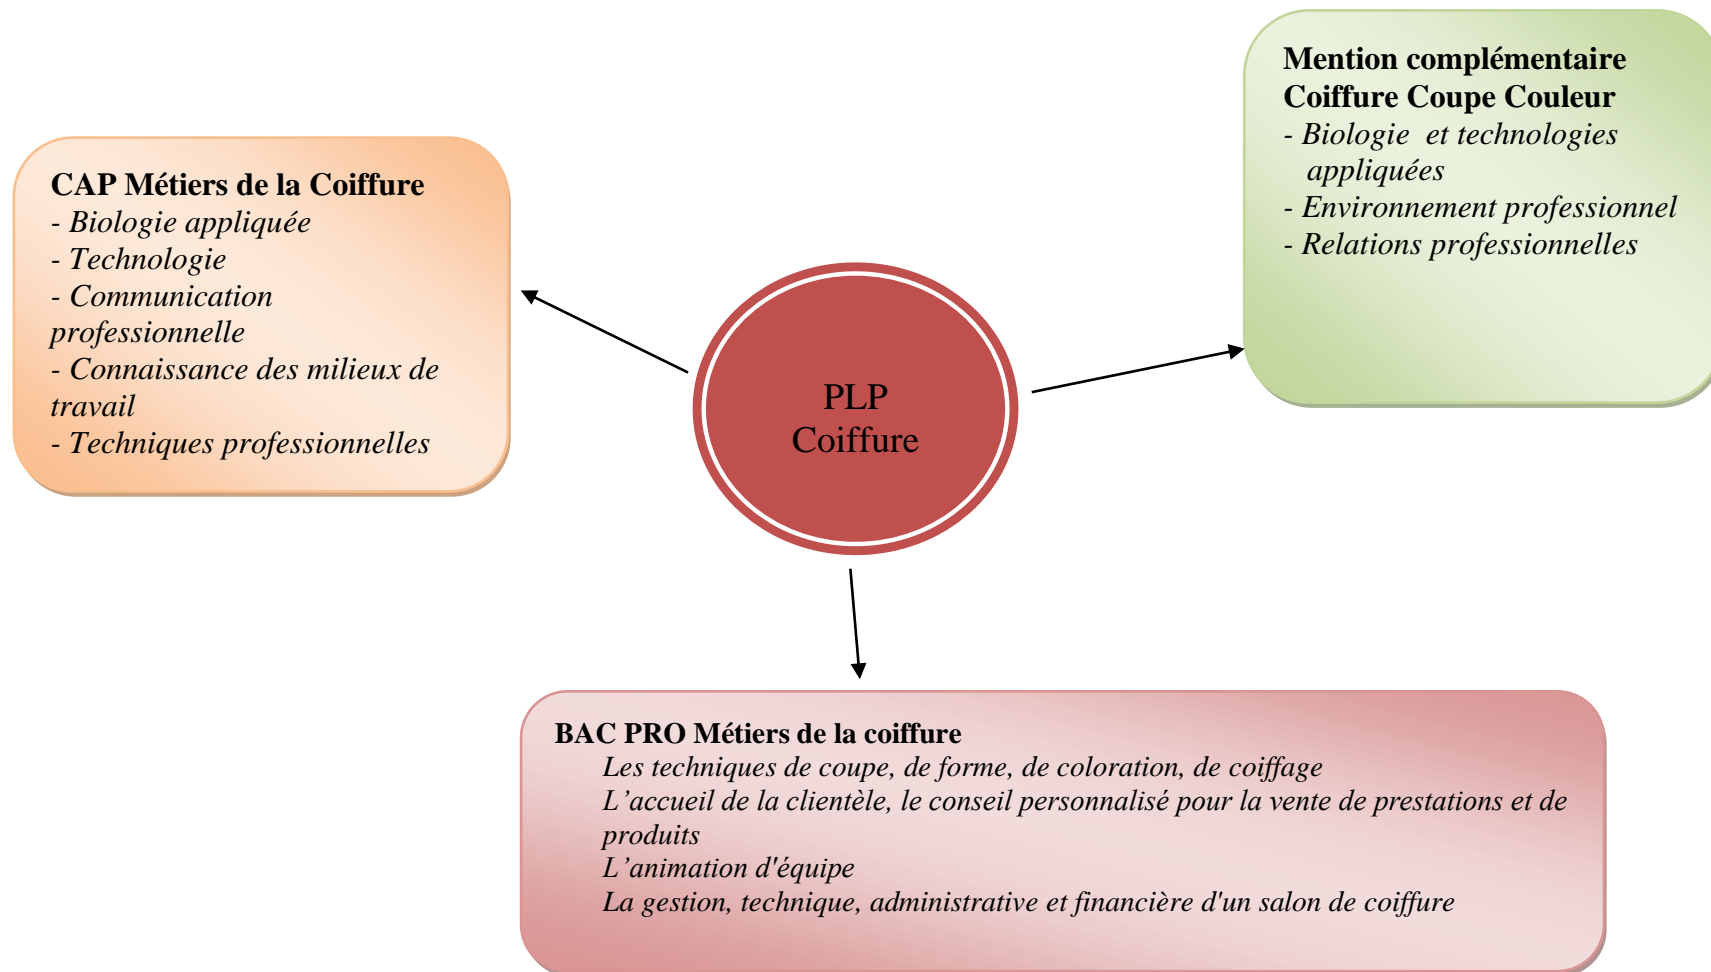 CAP Métiers de la Coiffure
- Biologie appliquée
- Technologie
- Communication
professionnelle
- Connaissance des milieux de
travail
- Techniques professionnelles
Mention complémentaire
Coiffure Coupe Couleur
- Biologie et technologies
appliquées
- Environnement professionnel
- Relations professionnelles
PLP
Coiffure
BAC PRO Métiers de la coiffure
Les techniques de coupe, de forme, de coloration, de coiffage
L’accueil de la clientèle, le conseil personnalisé pour la vente de prestations et de
produits
L’animation d'équipe
La gestion, technique, administrative et financière d'un salon de coiffure